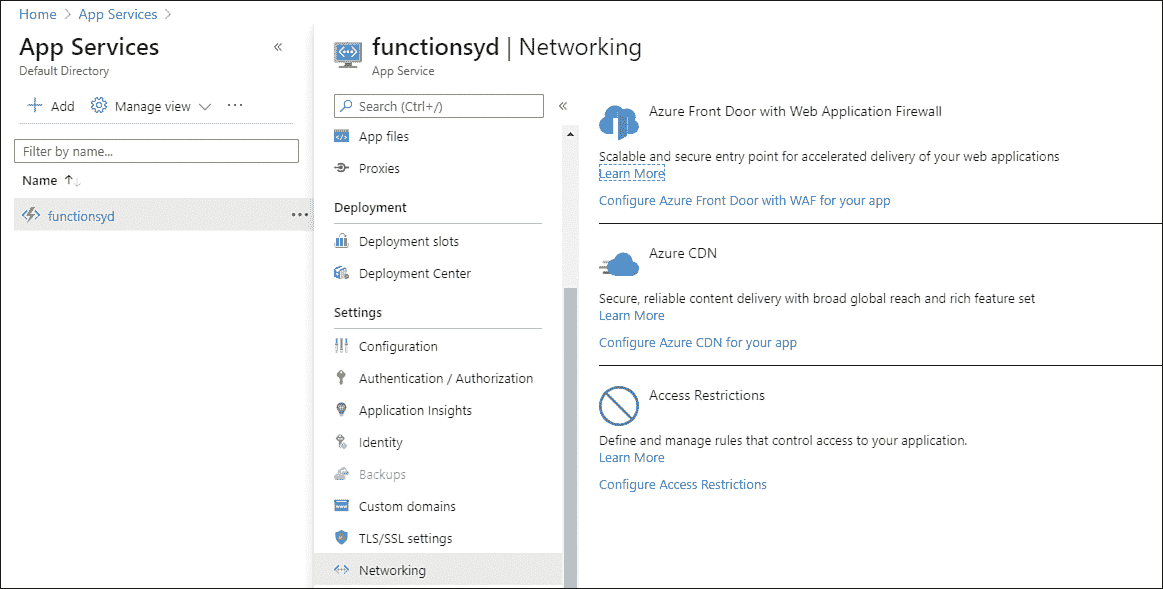 Home > App Services >
App Services
Default Directory
«
+ Add
Manage view
...
Filter by name...
Name ↑↓
functionsyd
...
functionsyd | Networking
App Service
Search (Ctrl+/)
«
App files
Proxies
Deployment
Deployment slots
Deployment Center
Settings
Configuration
Authentication / Authorization
Application Insights
Identity
Backups
Custom domains
TLS/SSL settings
Networking
Azure Front Door with Web Application Firewall
Scalable and secure entry point for accelerated delivery of your web applications
Learn More
Configure Azure Front Door with WAF for your app
Azure CDN
Secure, reliable content delivery with broad global reach and rich feature set
Learn More
Configure Azure CDN for your app
Access Restrictions
Define and manage rules that control access to your application.
Learn More
Configure Access Restrictions